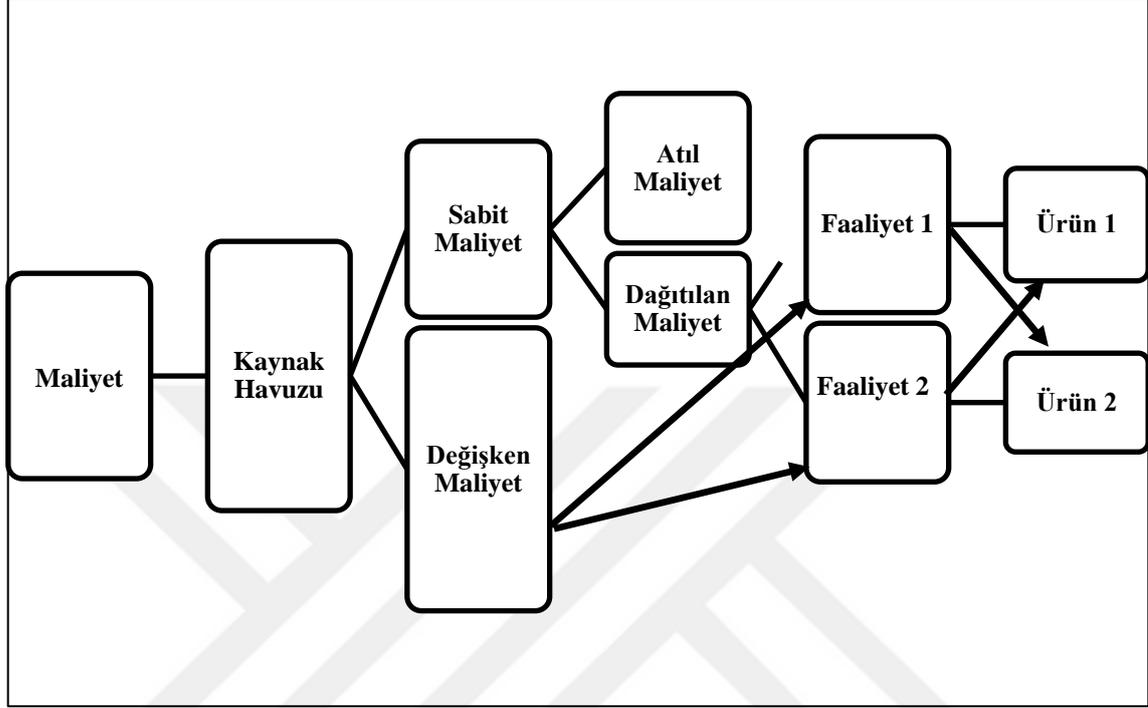 Maliyet
Kaynak
Havuzu
Sabit
Maliyet
Değişken
Maliyet
Atıl
Maliyet
Dağıtılan
Maliyet
Faaliyet 1
Faaliyet 2
Ürün 1
Ürün 2